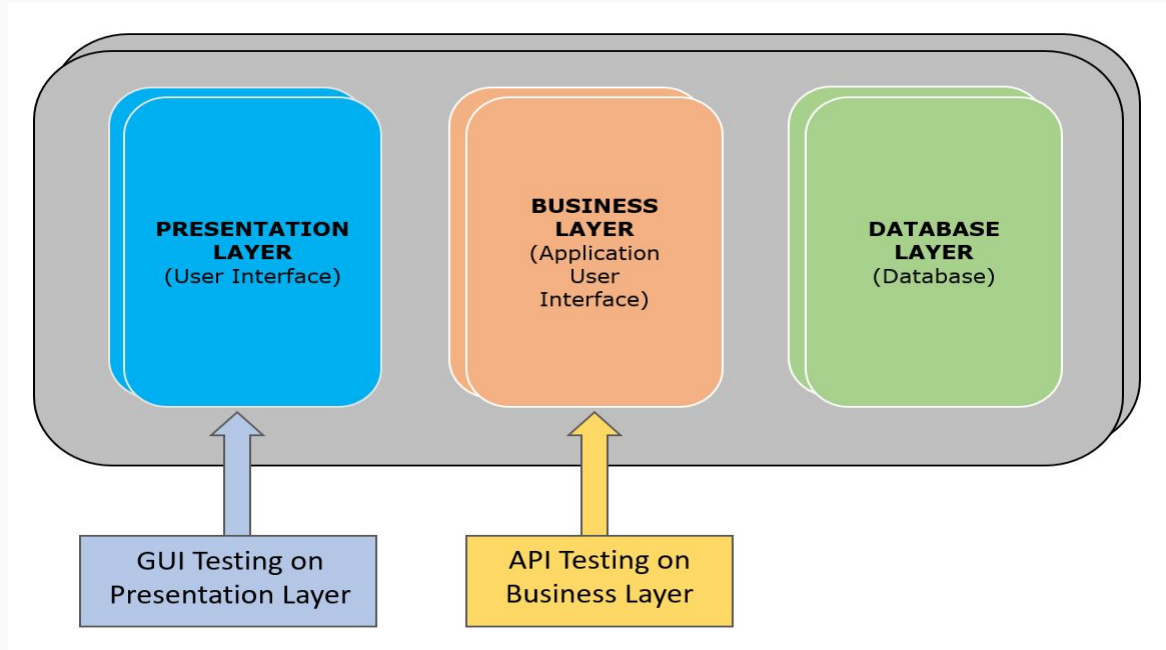 PRESENTATION
LAYER
(User Interface)
BUSINESS
LAYER
(Application
User
Interface)
DATABASE
LAYER
(Database)
GUI Testing on
Presentation Layer
API Testing on
Business Layer